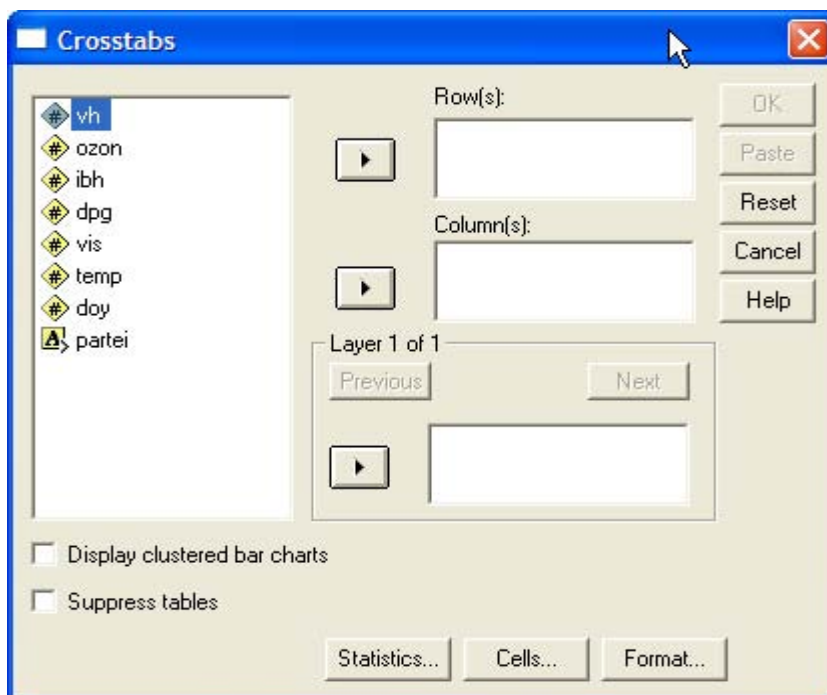 Crosstabs
vh
ozon
ibh
dpg
vis
temp
doy
partei
Row(s):
Column(s):
Layer 1 of 1
Previous
Next
OK
Paste
Reset
Cancel
Help
Display clustered bar charts
Suppress tables
Statistics...
Cells...
Format...